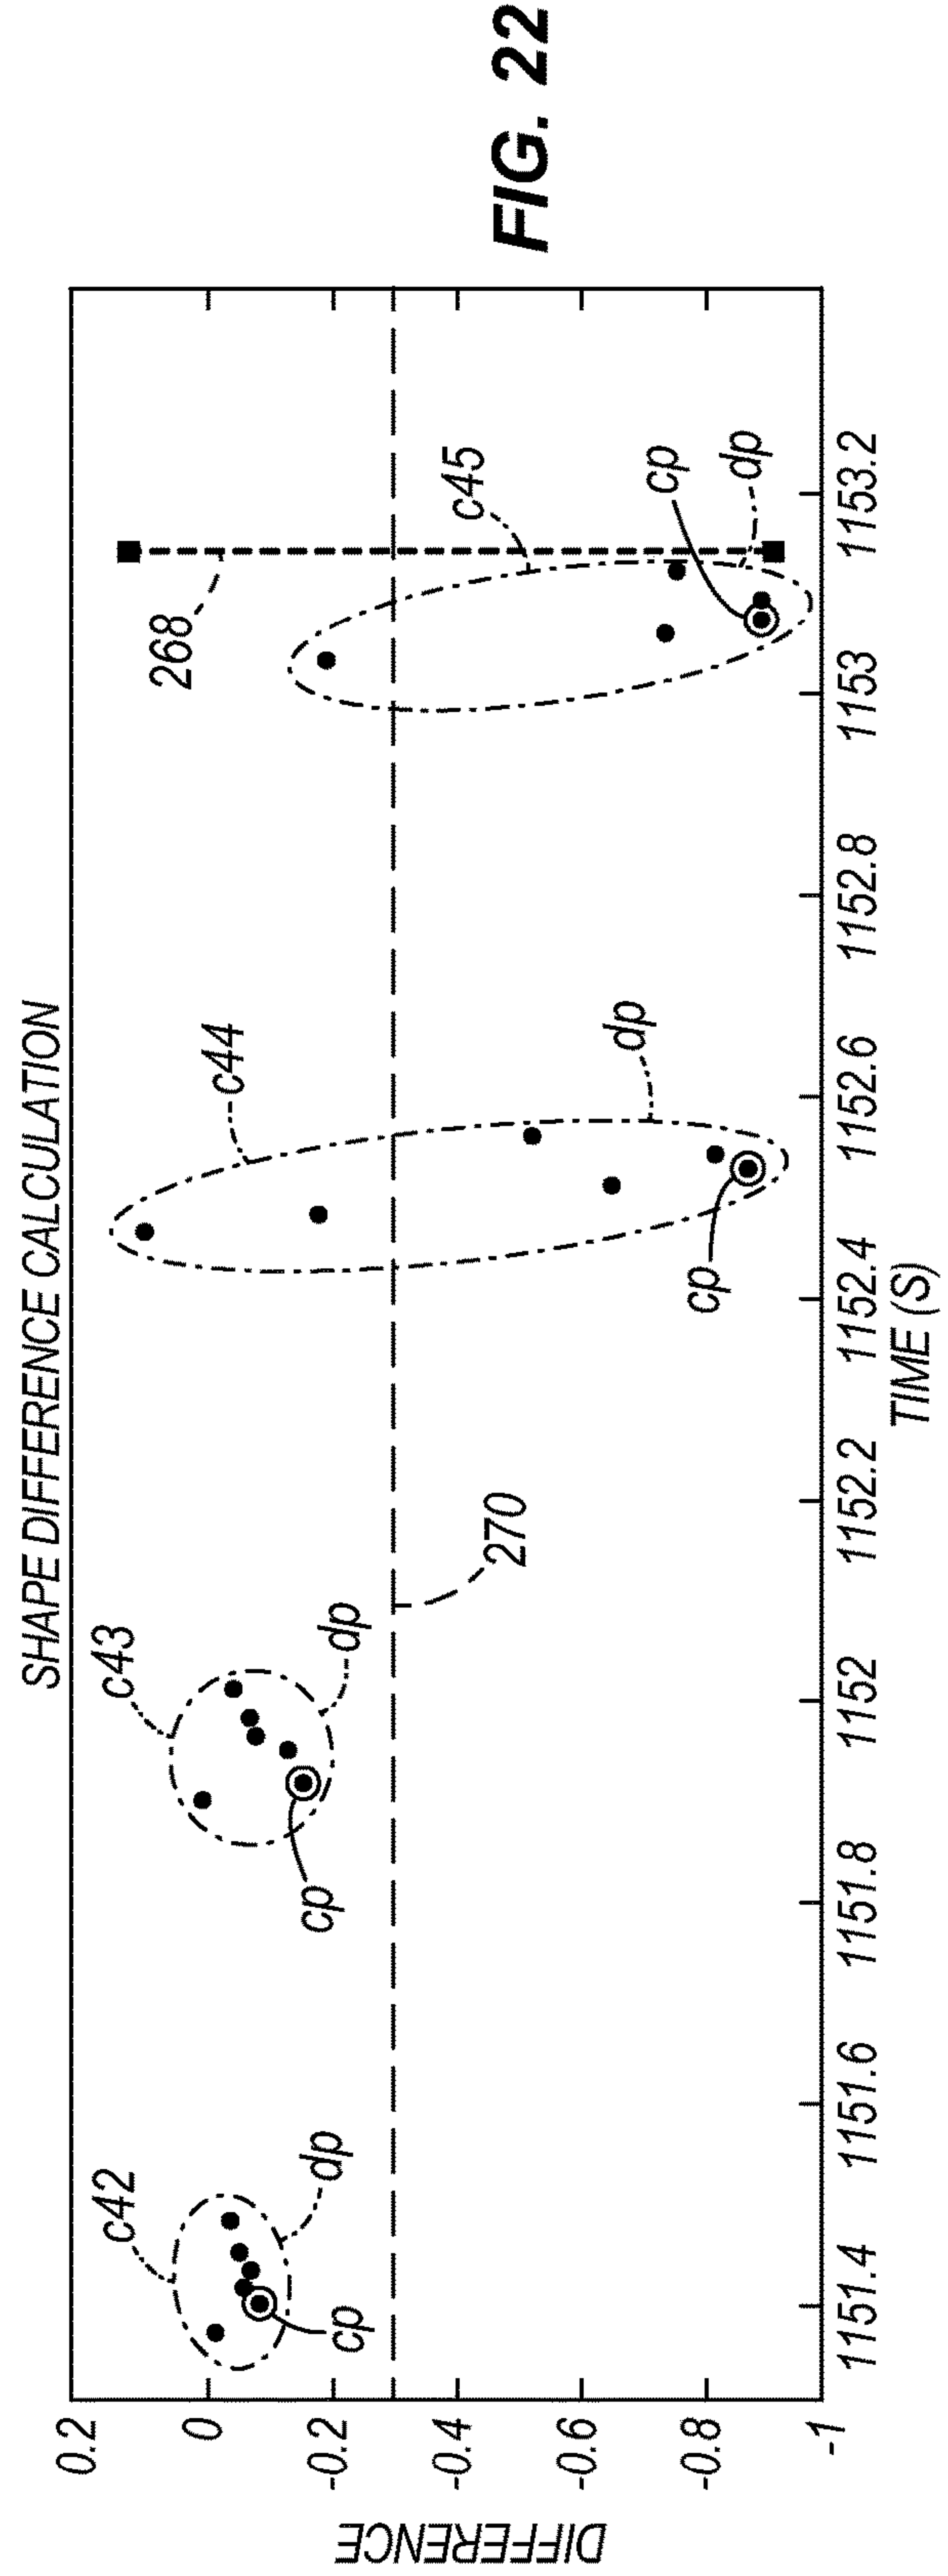 SHAPE DIFFERENCE CALCULATION
DIFFERENCE
0.2
0
-0.2
-0.4
-0.6
-0.8
-1
c42
dp
cp
c43
dp
cp
270
c44
dp
cp
268
c45
cp
dp
1151.4
1151.6
1151.8
1152
1152.2
1152.4
1152.6
1152.8
1153
1153.2
TIME (S)
FIG. 22